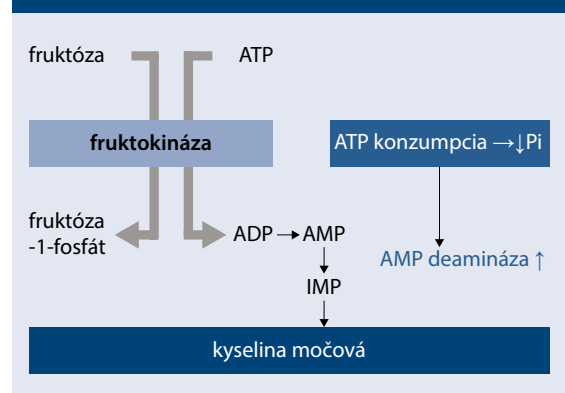 fruktóza
ATP
fruktokináza
ATP konzumpcia →↓Pi
fruktóza
-1-fosfát
ADP → AMP
AMP deamináza ↑
IMP
kyselina močová